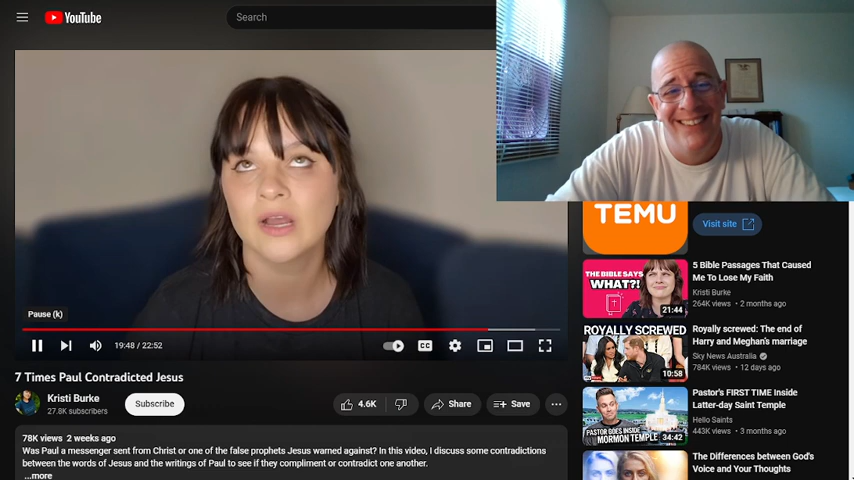 YouTube
Search
TEMU
Visit site
THE BIBLE SAYS
WHAT?!
21:44
5 Bible Passages That Caused
Me To Lose My Faith
Kristi Burke
264K views • 2 months ago
ROYALLY SCREWED
10:58
Royally screwed: The end of
Harry and Meghan's marriage
Sky News Australia
784K views • 12 days ago
PASTOR GOES INSIDE
MORMON TEMPLE
34:42
Pastor's FIRST TIME Inside
Latter-day Saint Temple
Hello Saints
443K views • 3 months ago
The Differences between God's
Voice and Your Thoughts
Pause (k)
19:48 / 22:52
CC
7 Times Paul Contradicted Jesus
Kristi Burke
27.8K subscribers
Subscribe
4.6K
Share
Save
78K views 2 weeks ago
Was Paul a messenger sent from Christ or one of the false prophets Jesus warned against? In this video, I discuss some contradictions
between the words of Jesus and the writings of Paul to see if they compliment or contradict one another.
...more